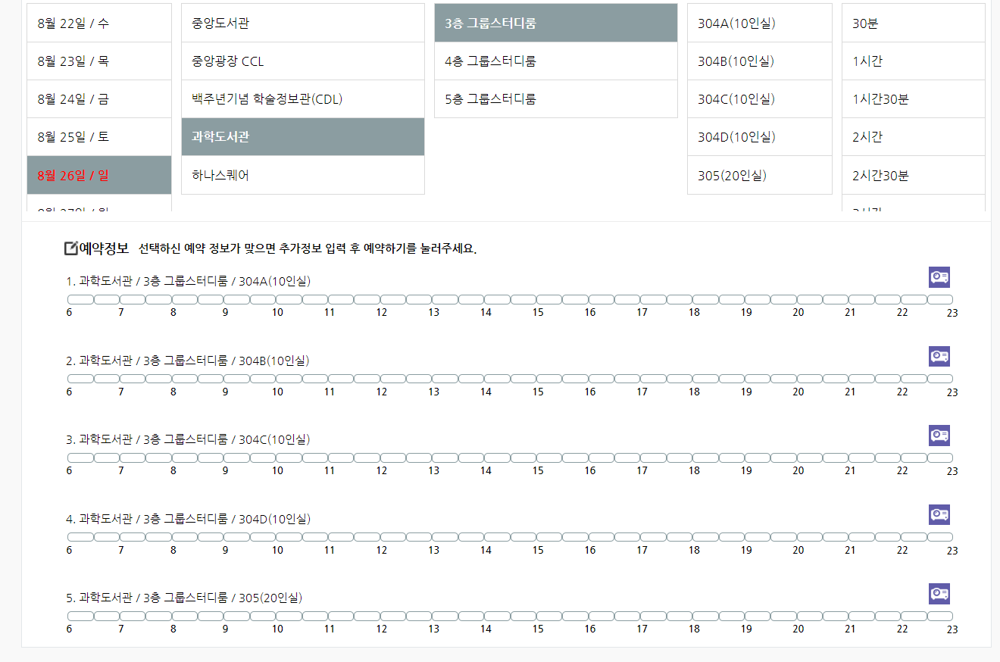 8월 22일 / 수
8월 23일 / 목
8월 24일 / 금
8월 25일 / 토
8월 26일 / 일
8월 27일 / 월
중앙도서관
중앙광장 CCL
백주년기념 학술정보관(CDL)
과학도서관
하나스퀘어
3층 그룹스터디룸
4층 그룹스터디룸
5층 그룹스터디룸
304A(10인실)
304B(10인실)
304C(10인실)
304D(10인실)
305(20인실)
30분
1시간
1시간30분
2시간
2시간30분
3시간
예약정보 선택하신 예약 정보가 맞으면 추가정보 입력 후 예약하기를 눌러주세요.
1. 과학도서관 / 3층 그룹스터디룸 / 304A(10인실)
6 7 8 9 10 11 12 13 14 15 16 17 18 19 20 21 22 23
2. 과학도서관 / 3층 그룹스터디룸 / 304B(10인실)
6 7 8 9 10 11 12 13 14 15 16 17 18 19 20 21 22 23
3. 과학도서관 / 3층 그룹스터디룸 / 304C(10인실)
6 7 8 9 10 11 12 13 14 15 16 17 18 19 20 21 22 23
4. 과학도서관 / 3층 그룹스터디룸 / 304D(10인실)
6 7 8 9 10 11 12 13 14 15 16 17 18 19 20 21 22 23
5. 과학도서관 / 3층 그룹스터디룸 / 305(20인실)
6 7 8 9 10 11 12 13 14 15 16 17 18 19 20 21 22 23